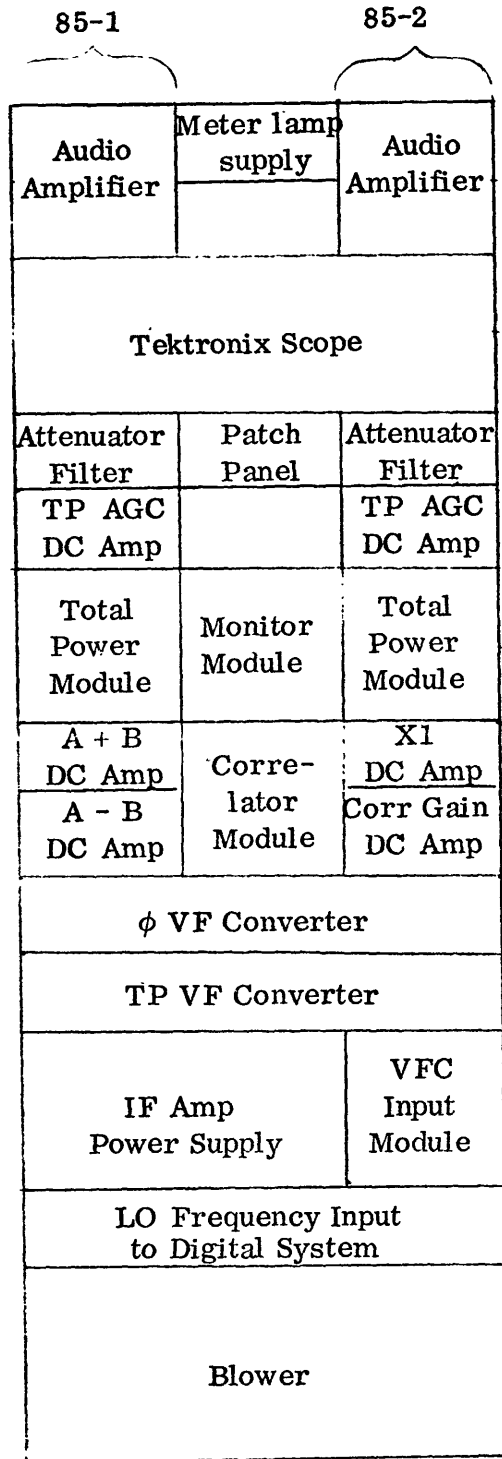 85-1
85-2
Audio
Amplifier
Meter lamp
supply
Audio
Amplifier
Tektronix Scope
Attenuator
Filter
Patch
Panel
Attenuator
Filter
TP AGC
DC Amp
TP AGC
DC Amp
Total
Power
Module
Monitor
Module
Total
Power
Module
A + B
DC Amp
A - B
DC Amp
Corre-
lator
Module
X1
DC Amp
Corr Gain
DC Amp
ϕ VF Converter
TP VF Converter
IF Amp
Power Supply
VFC
Input
Module
LO Frequency Input
to Digital System
Blower